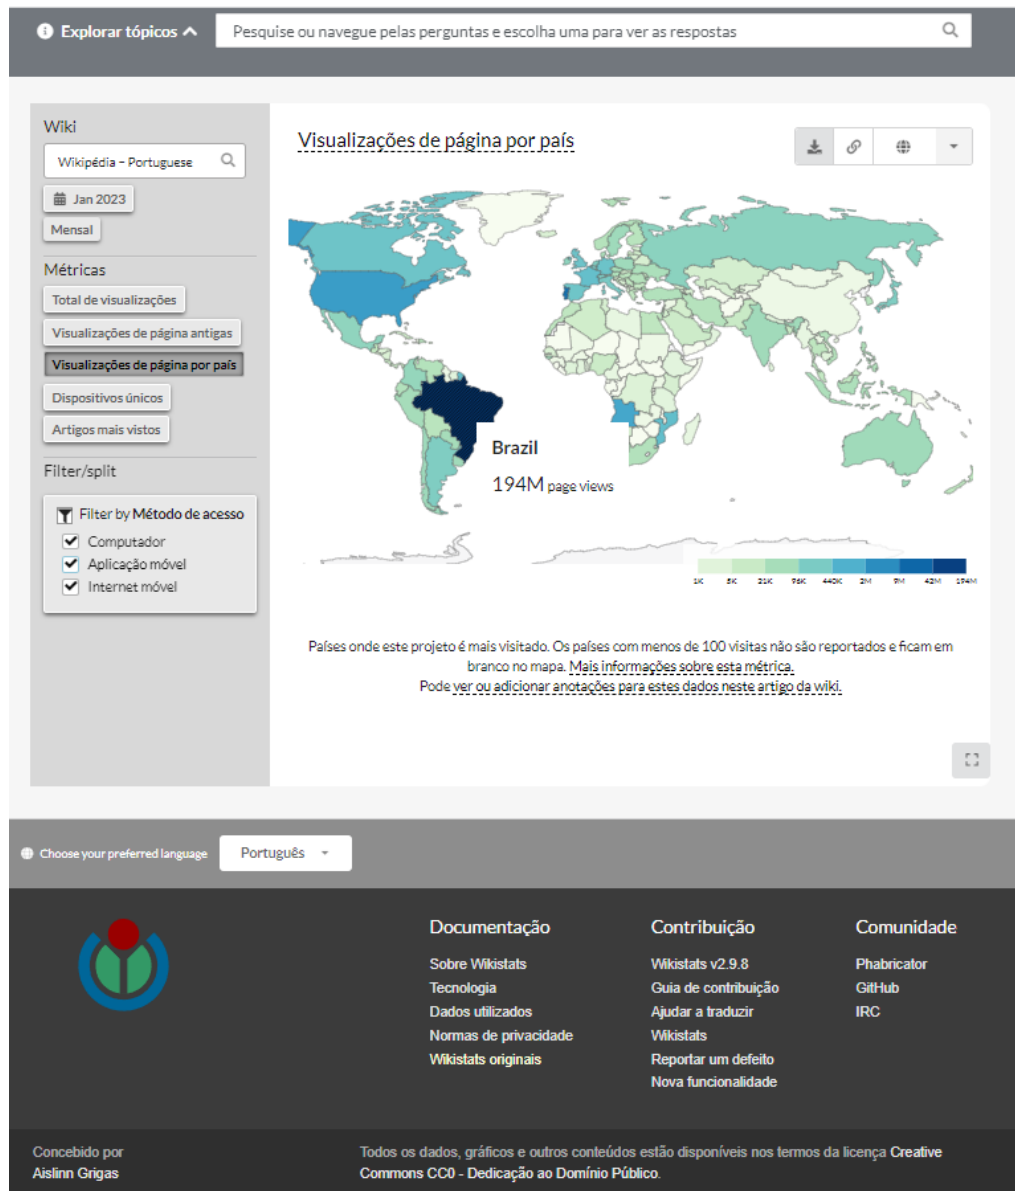 Explorar tópicos
Pesquise ou navegue pelas perguntas e escolha uma para ver as respostas
Wiki
Wikipédia – Portuguese
Jan 2023
Mensal
Métricas
Total de visualizações
Visualizações de página antigas
Visualizações de página por país
Dispositivos únicos
Artigos mais vistos
Filter/split
Filter by Método de acesso
Computador
Aplicação móvel
Internet móvel
Visualizações de página por país
Brazil
194M page views
1K 5K 21K 96K 440K 2M 9M 42M 194M
Países onde este projeto é mais visitado. Os países com menos de 100 visitas não são reportados e ficam em
branco no mapa. Mais informações sobre esta métrica.
Pode ver ou adicionar anotações para estes dados neste artigo da wiki.
Choose your preferred language
Português
Documentação
Sobre Wikistats
Tecnologia
Dados utilizados
Normas de privacidade
Wikistats originais
Contribuição
Wikistats v2.9.8
Guia de contribuição
Ajudar a traduzir
Wikistats
Reportar um defeito
Nova funcionalidade
Comunidade
Phabricator
GitHub
IRC
Concebido por
Aislinn Grigas
Todos os dados, gráficos e outros conteúdos estão disponíveis nos termos da licença Creative
Commons CC0 - Dedicação ao Domínio Público.